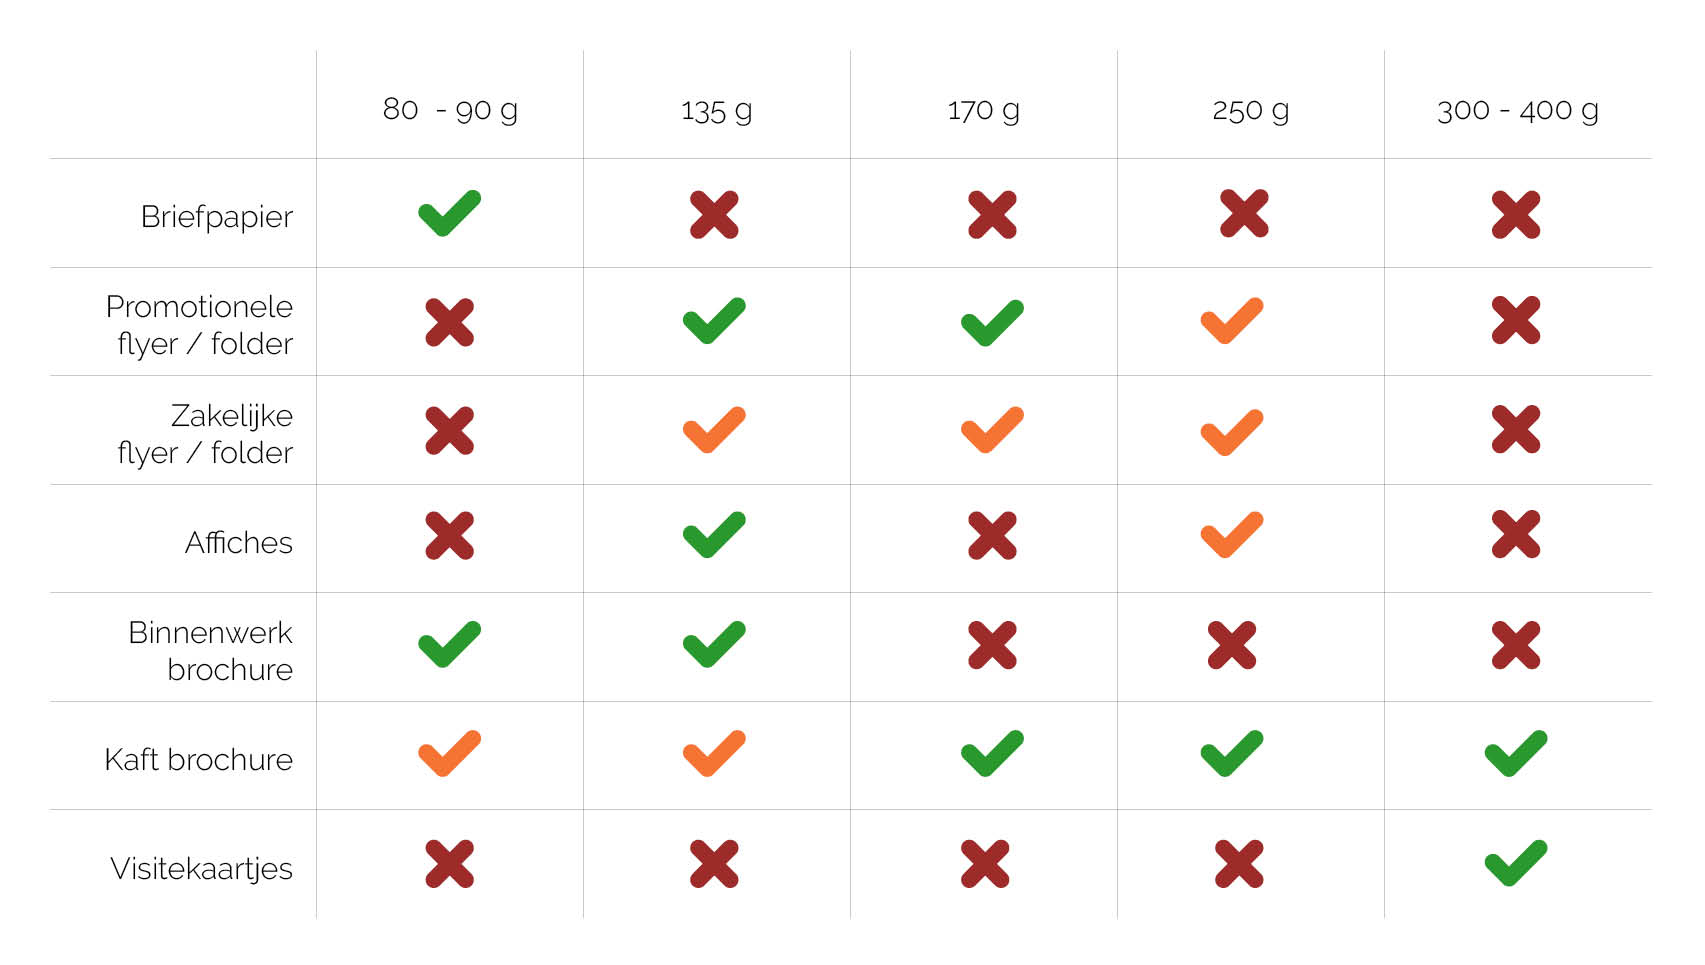 80 - 90 g
135 g
170 g
250 g
300 - 400 g
Briefpapier
Promotionele
flyer / folder
Zakelijke
flyer / folder
Affiches
Binnenwerk
brochure
Kaft brochure
Visitekaartjes